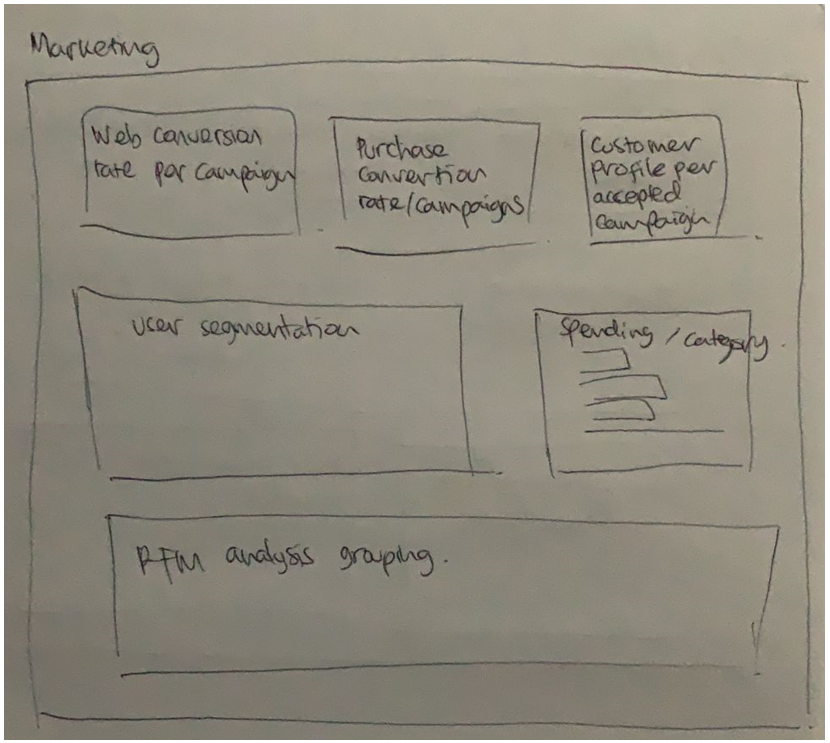 Marketing
Web conversion
rate per campaign
Purchase
convertion
rate/campaigns
Customer
profile per
accepted
campaign
User segmentation
Spending / category.
RFM analysis grouping.